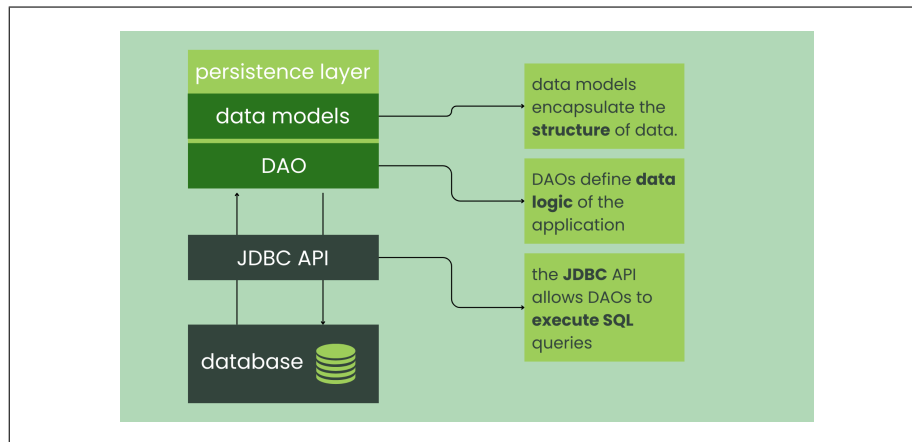 persistence layer
data models
DAO
JDBC API
database
data models
encapsulate the
structure of data.
DAOs define data
logic of the
application
the JDBC API
allows DAOs to
execute SQL
queries